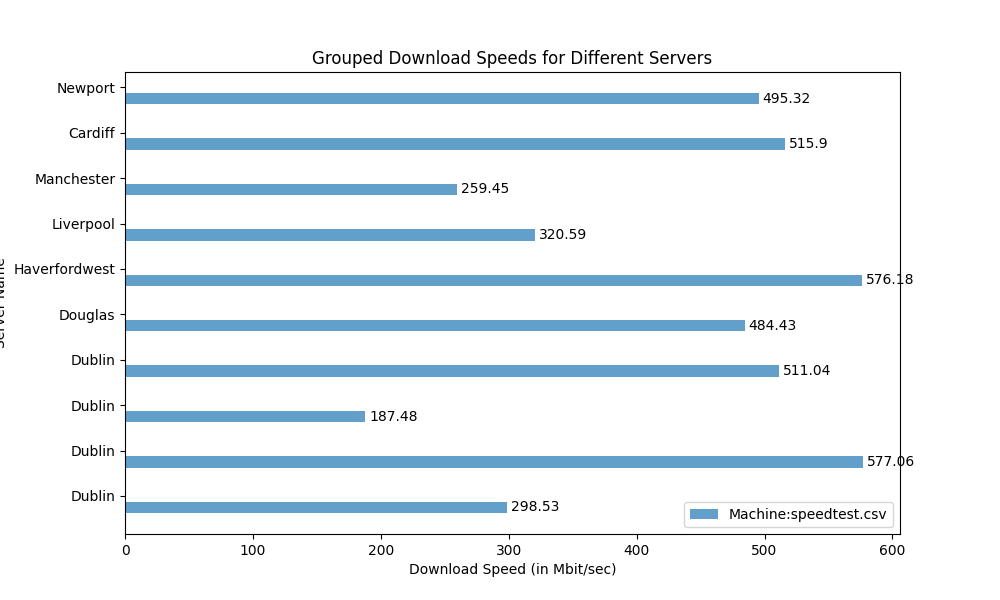 Grouped Download Speeds for Different Servers
Newport 495.32
Cardiff 515.9
Manchester 259.45
Liverpool 320.59
Haverfordwest 576.18
Douglas 484.43
Dublin 511.04
Dublin 187.48
Dublin 577.06
Dublin 298.53
Machine:speedtest.csv
0 100 200 300 400 500 600
Download Speed (in Mbit/sec)
Server Name